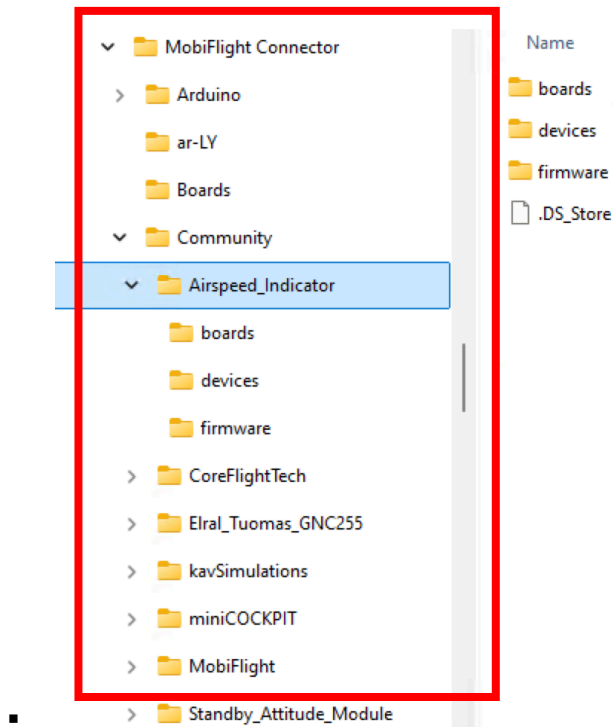 MobiFlight Connector
Arduino
ar-LY
Boards
Community
Airspeed_Indicator
boards
devices
firmware
CoreFlightTech
Elral_Tuomas_GNC255
kavSimulations
miniCOCKPIT
MobiFlight
Standby_Attitude_Module
Name
boards
devices
firmware
.DS_Store